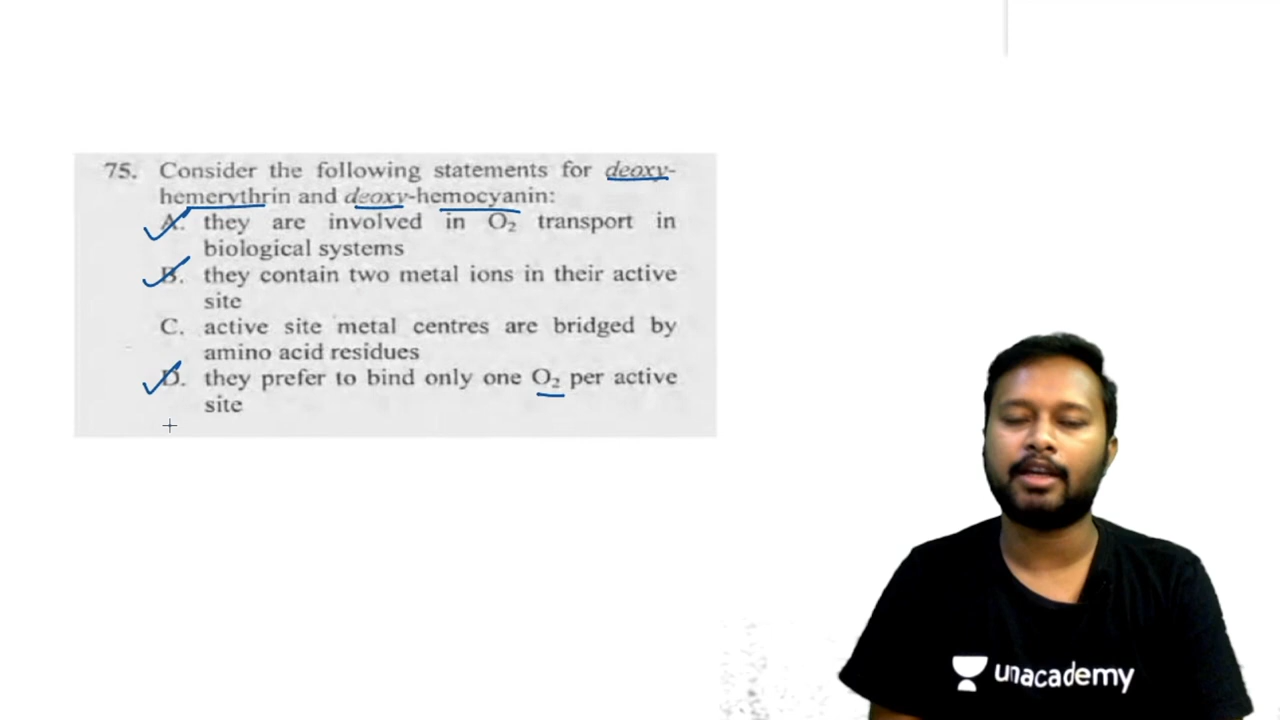 75. Consider the following statements for deoxy-
hemerythrin and deoxy-hemocyanin:
A. they are involved in O₂ transport in
biological systems
B. they contain two metal ions in their active
site
C. active site metal centres are bridged by
amino acid residues
D. they prefer to bind only one O₂ per active
site
unacademy